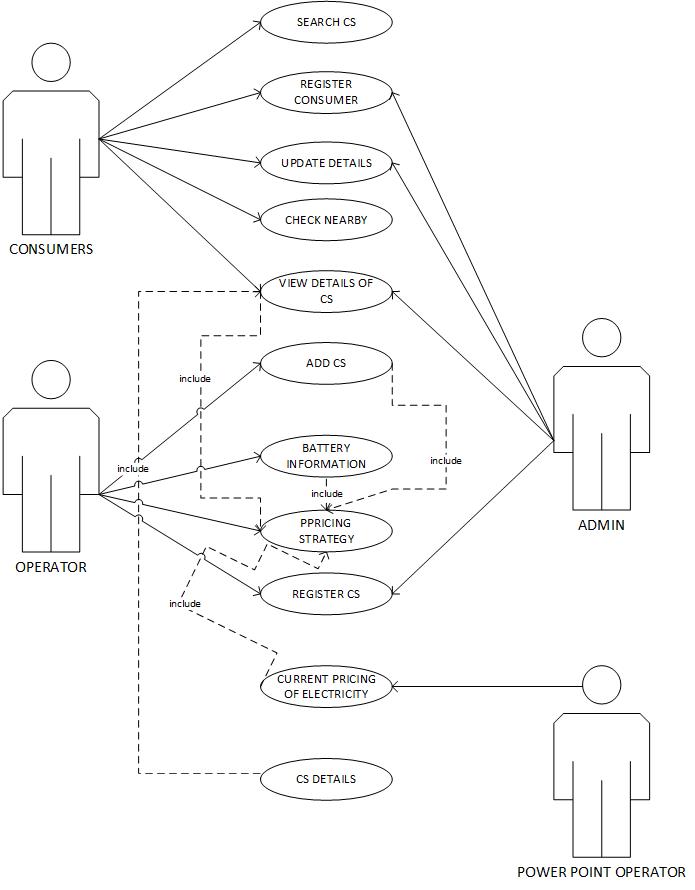 SEARCH CS
REGISTER
CONSUMER
UPDATE DETAILS
CHECK NEARBY
CONSUMERS
VIEW DETAILS OF
CS
ADD CS
include
BATTERY
INFORMATION
include
include
include
PPRICING
STRATEGY
ADMIN
OPERATOR
REGISTER CS
include
CURRENT PRICING
OF ELECTRICITY
CS DETAILS
POWER POINT OPERATOR